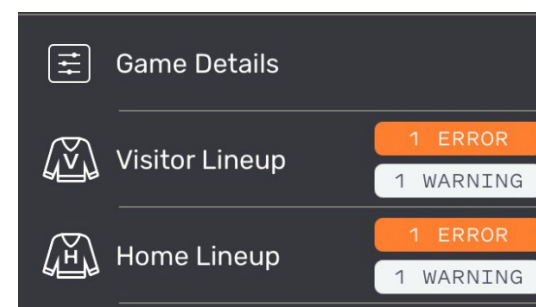 Game Details
V
Visitor Lineup
1 ERROR
1 WARNING
H
Home Lineup
1 ERROR
1 WARNING